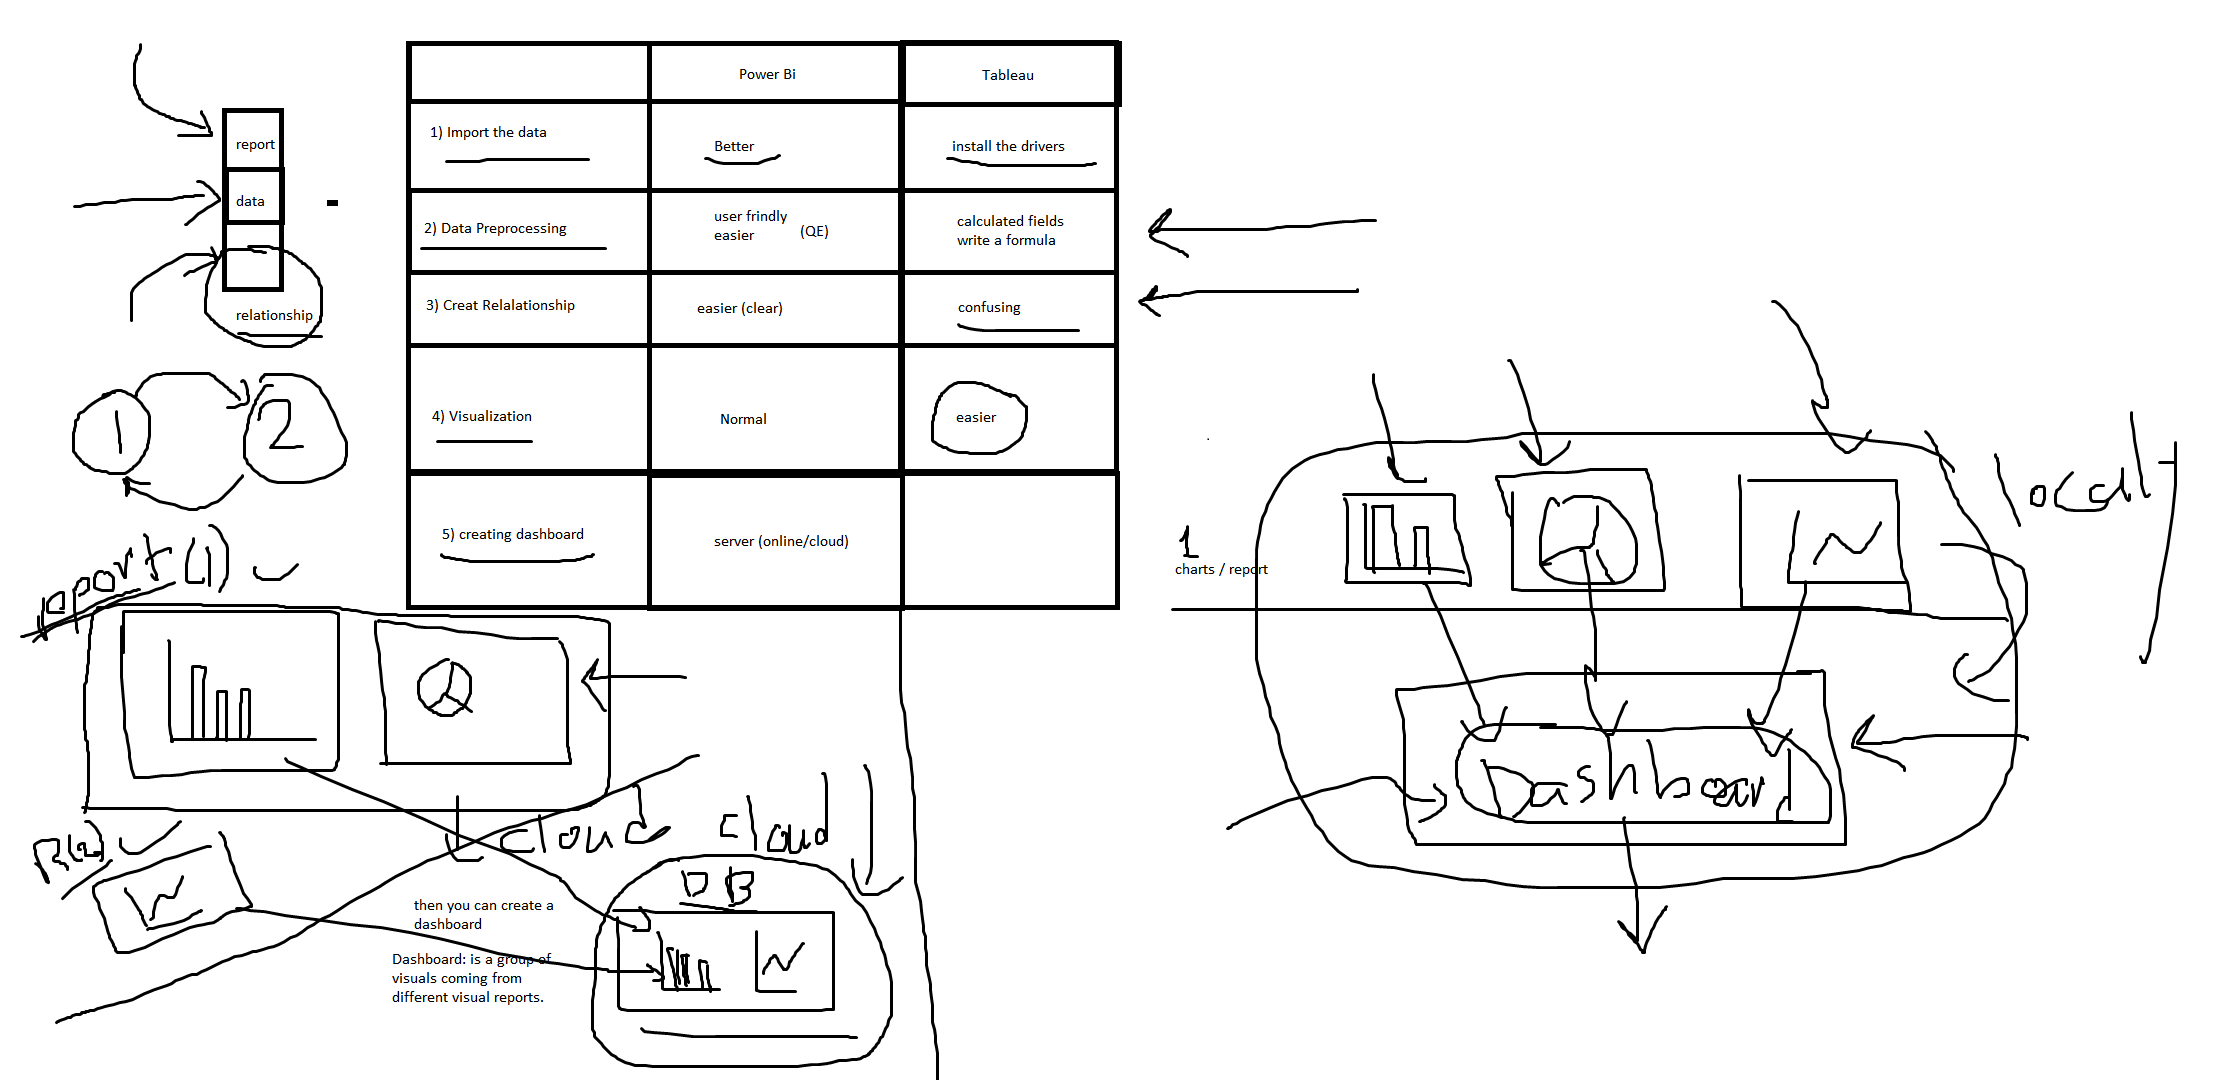 Power Bi
Tableau
1) Import the data
Better
install the drivers
2) Data Preprocessing
user frindly
easier
(QE)
calculated fields
write a formula
3) Creat Relalationship
easier (clear)
confusing
4) Visualization
Normal
easier
5) creating dashboard
server (online/cloud)
report
data
relationship
1
2
report (1)
R(2)
cloud
cloud
DB
then you can create a
dashboard
Dashboard: is a group of
visuals coming from
different visual reports.
1
charts / report
locally
Dashboard